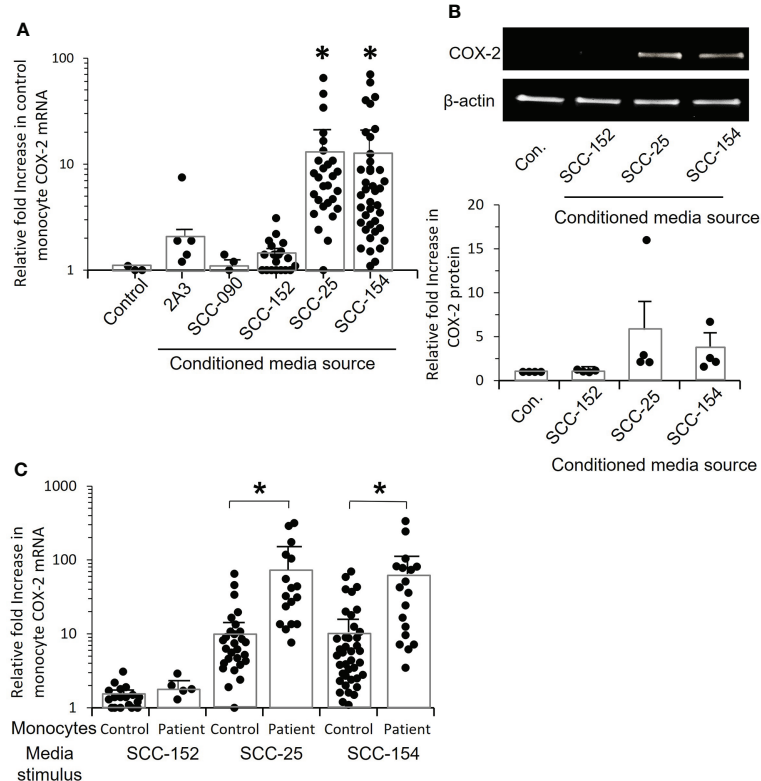 A
Relative fold Increase in control
monocyte COX-2 mRNA
100
10
1
* *
Control
2A3
SCC-090
SCC-152
SCC-25
SCC-154
Conditioned media source
B
COX-2
β-actin
Con.
SCC-152
SCC-25
SCC-154
Conditioned media source
Relative fold Increase in
COX-2 protein
20
15
10
5
0
Con.
SCC-152
SCC-25
SCC-154
Conditioned media source
C
Relative fold Increase in
monocyte COX-2 mRNA
1000
100
10
1
* *
Monocytes Control Patient Control Patient Control Patient
Media stimulus SCC-152 SCC-25 SCC-154